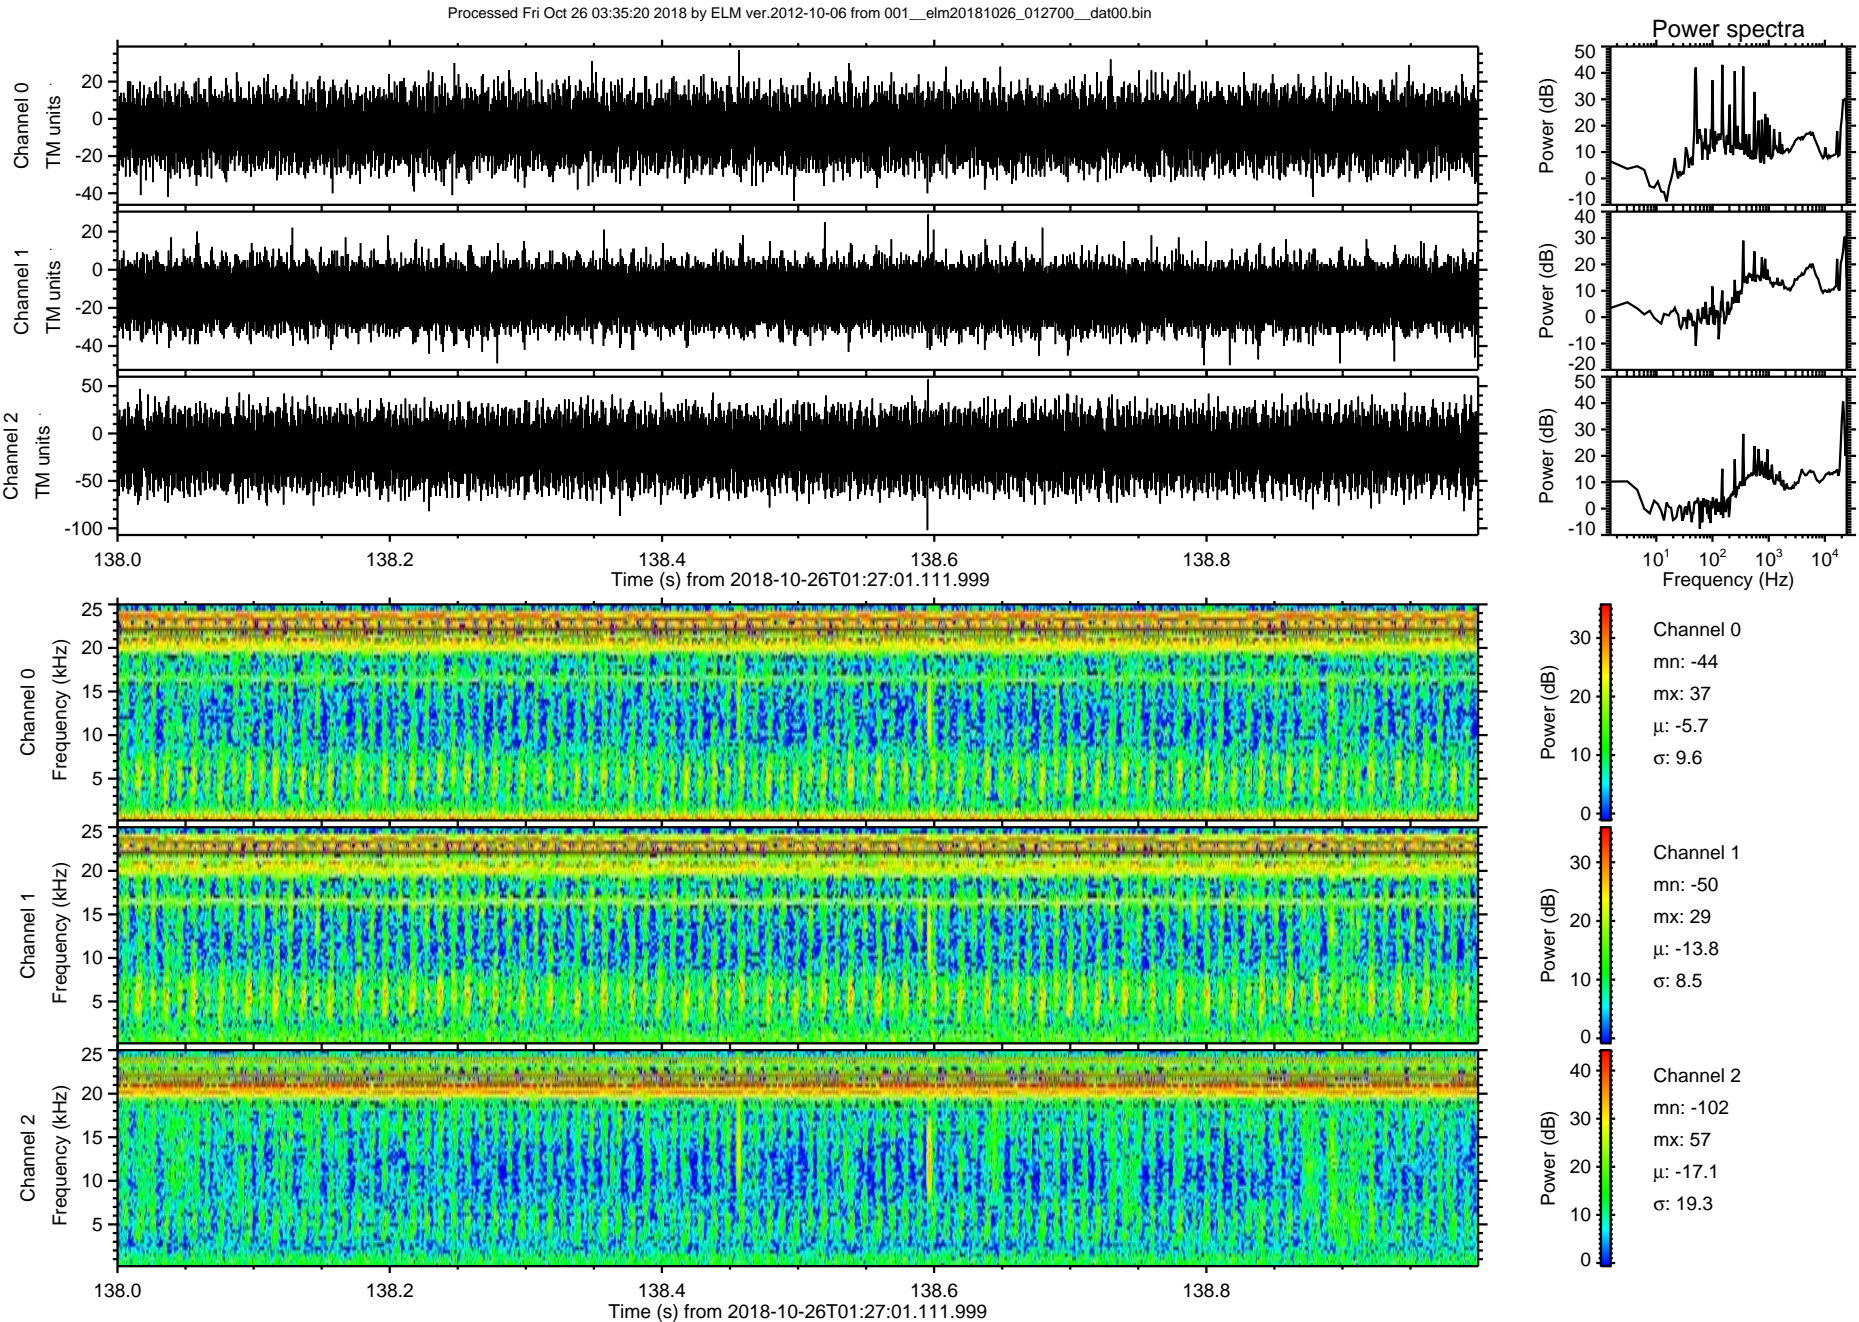 Processed Fri Oct 26 03:35:20 2018 by ELM ver.2012-10-06 from 001__elm20181026_012700__dat00.bin
Power spectra
Channel 0
TM units
20
0
-20
-40
Power (dB)
50
40
30
20
10
0
-10
Channel 1
TM units
20
0
-20
-40
Power (dB)
40
30
20
10
0
-10
-20
Channel 2
TM units
50
0
-50
-100
Power (dB)
50
40
30
20
10
0
-10
138.0 138.2 138.4 138.6 138.8
Time (s) from 2018-10-26T01:27:01.111.999
10¹ 10² 10³ 10⁴
Frequency (Hz)
Channel 0
Frequency (kHz)
25
20
15
10
5
Power (dB)
30
20
10
0
Channel 0
mn: -44
mx: 37
μ: -5.7
σ: 9.6
Channel 1
Frequency (kHz)
25
20
15
10
5
Power (dB)
30
20
10
0
Channel 1
mn: -50
mx: 29
μ: -13.8
σ: 8.5
Channel 2
Frequency (kHz)
25
20
15
10
5
Power (dB)
40
30
20
10
0
Channel 2
mn: -102
mx: 57
μ: -17.1
σ: 19.3
138.0 138.2 138.4 138.6 138.8
Time (s) from 2018-10-26T01:27:01.111.999